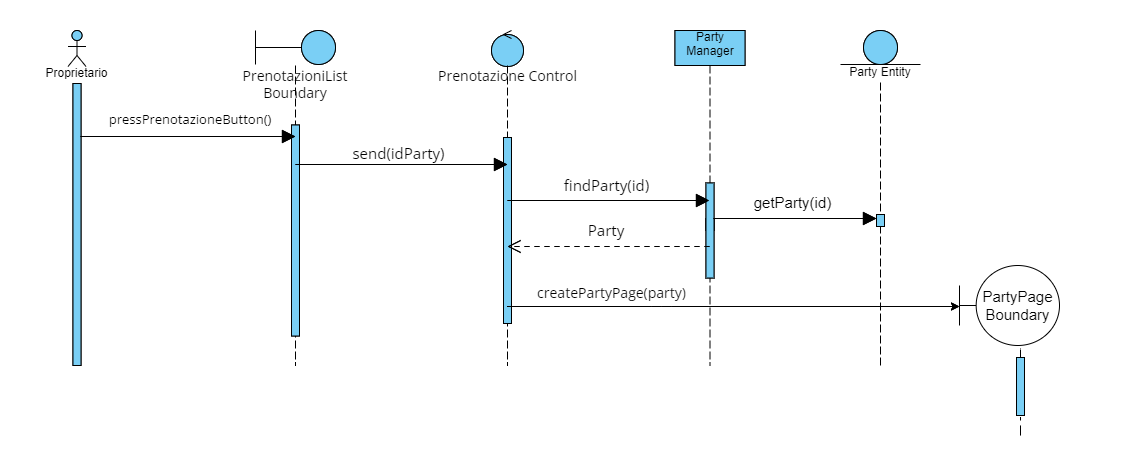 Proprietario
PrenotazioniList
Boundary
Prenotazione Control
Party
Manager
Party Entity
pressPrenotazioneButton()
send(idParty)
findParty(id)
getParty(id)
Party
createPartyPage(party)
PartyPage
Boundary